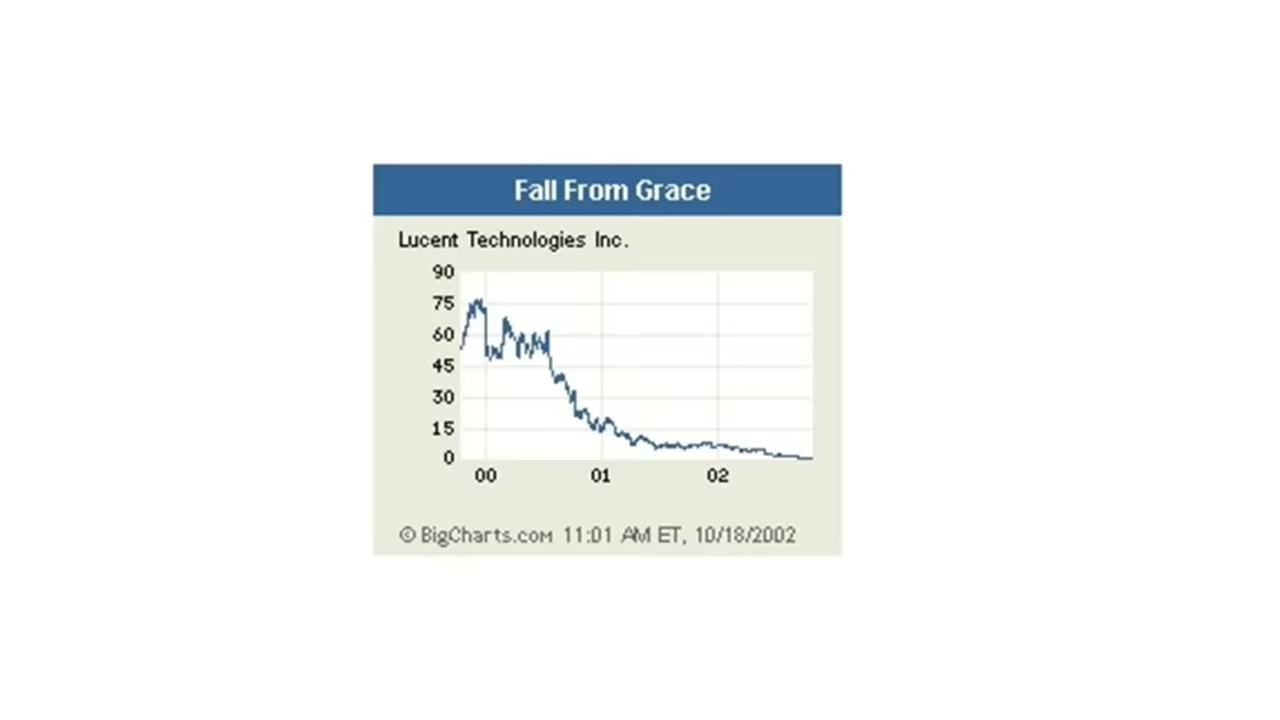 Fall From Grace
Lucent Technologies Inc.
90
75
60
45
30
15
0
00 01 02
© BigCharts.com 11:01 AM ET, 10/18/2002